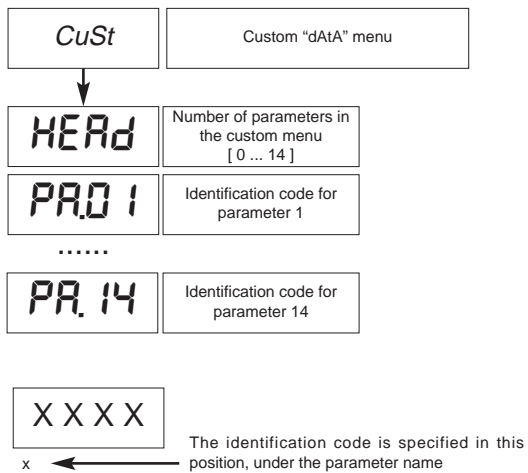 CuSt
Custom “dAtA” menu
HEAd
Number of parameters in
the custom menu
[ 0 ... 14 ]
PA.01
Identification code for
parameter 1
......
PA.14
Identification code for
parameter 14
X X X X
x
The identification code is specified in this
position, under the parameter name